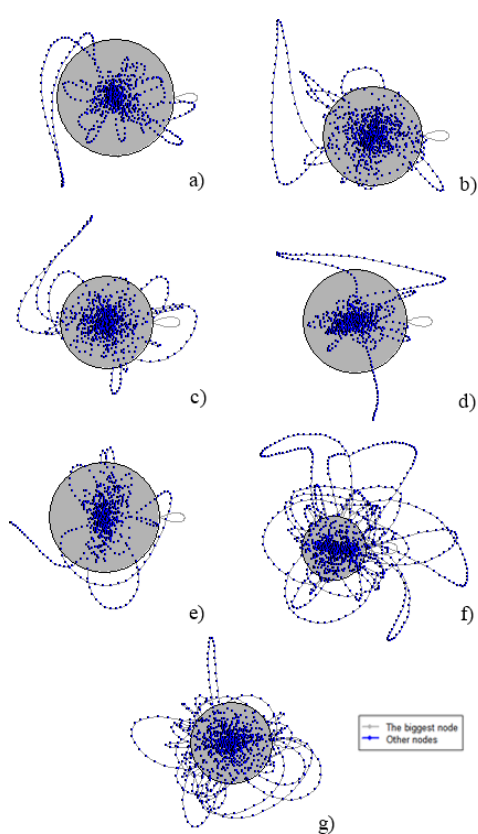 a)
b)
c)
d)
e)
f)
g)
The biggest node
Other nodes